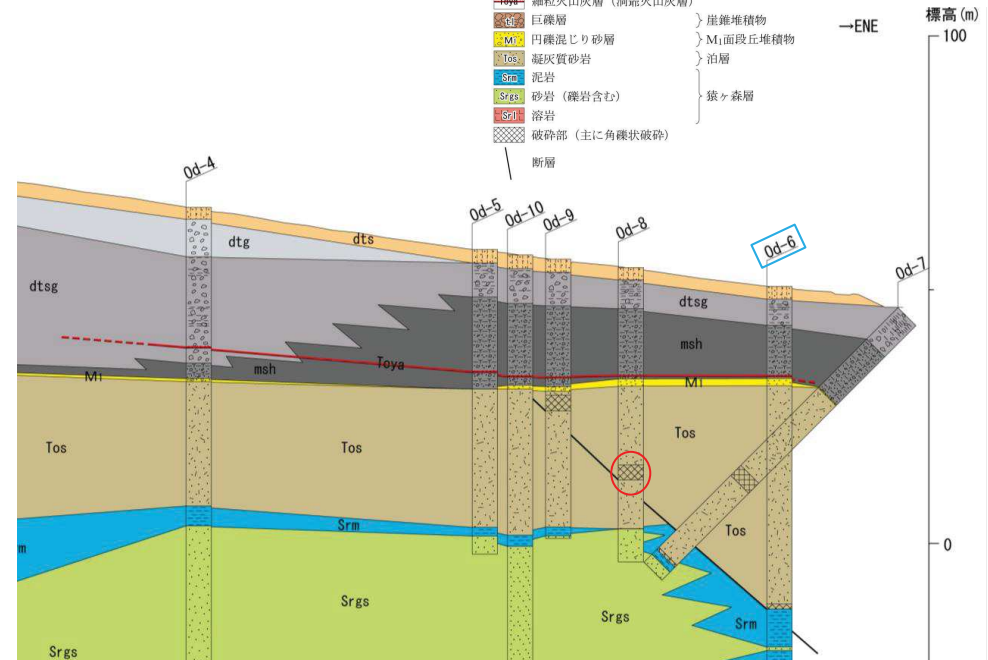 Toya 細粒火山灰層（洞爺火山灰層）
tl 巨礫層 }崖錐堆積物
M₁ 円礫混じり砂層 }M₁面段丘堆積物
Tos 凝灰質砂岩 }泊層
Srm 泥岩
Srgs 砂岩（礫岩含む） }猿ヶ森層
Srl 溶岩
破砕部（主に角礫状破砕）
断層
→ENE
標高(m)
100
0
Od-4
Od-5
Od-10
Od-9
Od-8
Od-6
Od-7
dtg
dts
dtsg
dtsg
msh
msh
Toya
M₁
M₁
Tos
Tos
Tos
Tos
Srm
m
Srm
Srgs
Srgs
Srgs